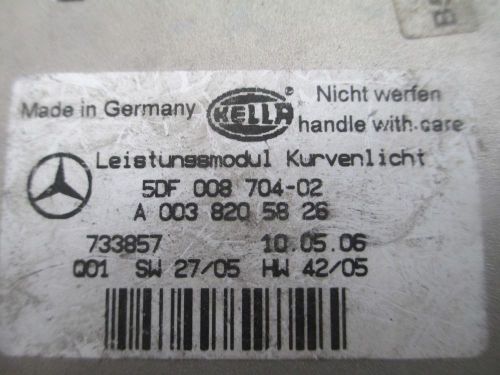 Made in Germany HELLA Nicht werfen
handle with care
Leistungsmodul Kurvenlicht
5DF 008 704-02
A 003 820 58 26
733857 10.05.06
Q01 SW 27/05 HW 42/05